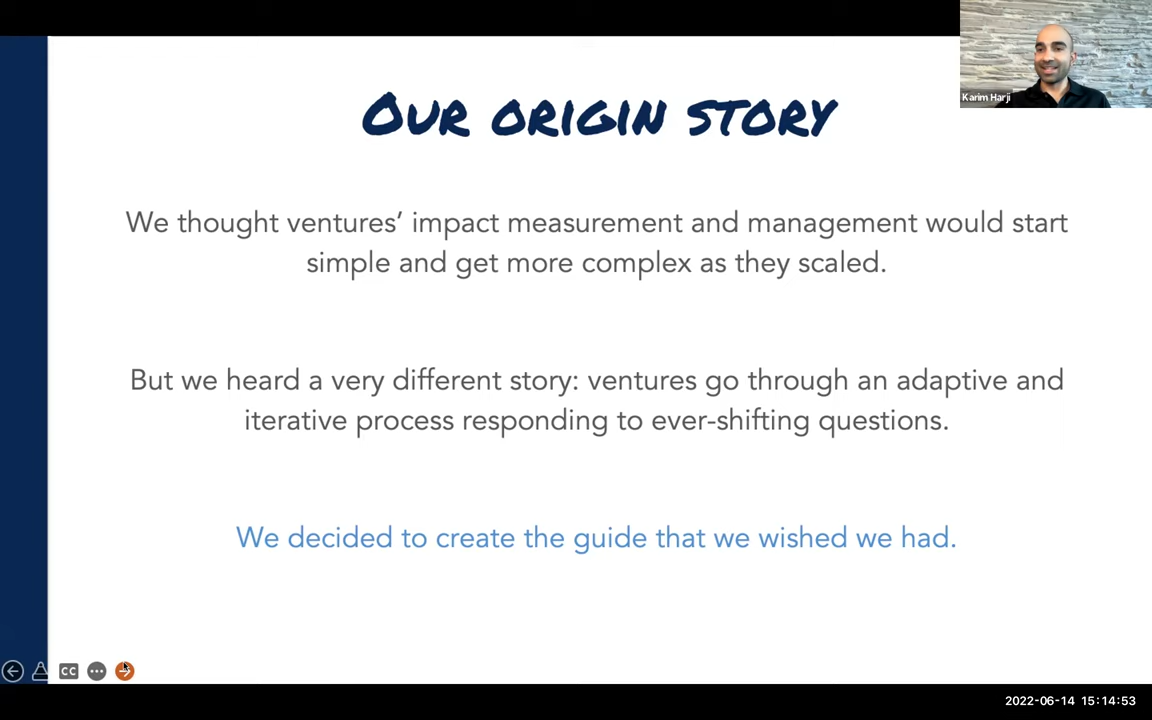 Karim Harji
OUR ORIGIN STORY
We thought ventures’ impact measurement and management would start
simple and get more complex as they scaled.
But we heard a very different story: ventures go through an adaptive and
iterative process responding to ever-shifting questions.
We decided to create the guide that we wished we had.
CC
2022-06-14 15:14:53